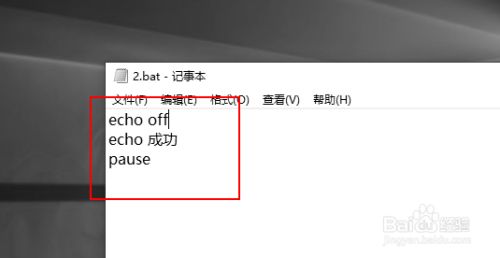 2.bat - 记事本
文件(F) 编辑(E) 格式(O) 查看(V) 帮助(H)
echo off
echo 成功
pause
Baidu 经验
jingyan.baidu.com